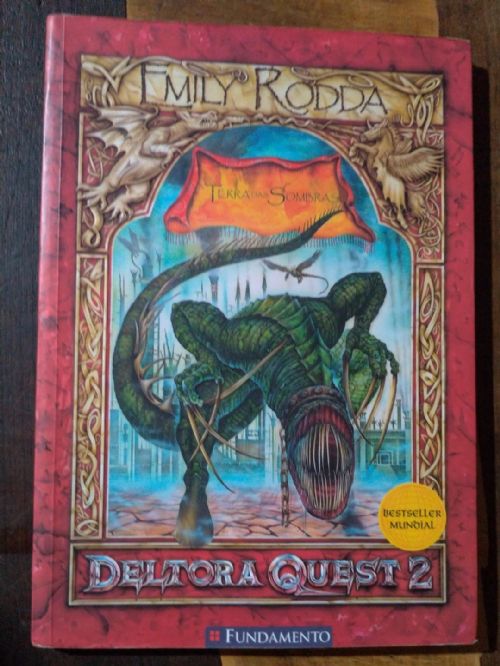 EMILY RODDA
TERRA DAS SOMBRAS
BESTSELLER
MUNDIAL
DELTORA QUEST 2
FUNDAMENTO